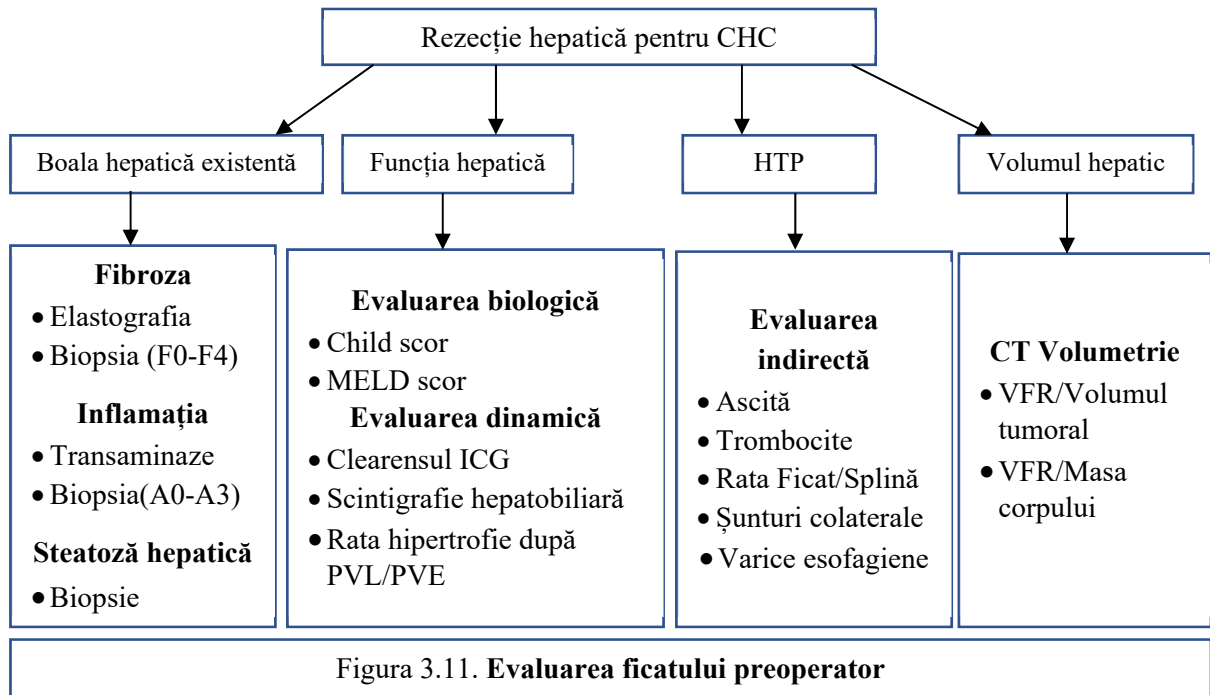 Rezecție hepatică pentru CHC
Boala hepatică existentă
Funcția hepatică
HTP
Volumul hepatic
Fibroza
• Elastografia
• Biopsia (F0-F4)
Inflamația
• Transaminaze
• Biopsia(A0-A3)
Steatoză hepatică
• Biopsie
Evaluarea biologică
• Child scor
• MELD scor
Evaluarea dinamică
• Clearensul ICG
• Scintigrafie hepatobiliară
• Rata hipertrofie după
PVL/PVE
Evaluarea
indirectă
• Ascită
• Trombocite
• Rata Ficat/Splină
• Șunturi colaterale
• Varice esofagiene
CT Volumetrie
• VFR/Volumul
tumoral
• VFR/Masa
corpului
Figura 3.11. Evaluarea ficatului preoperator